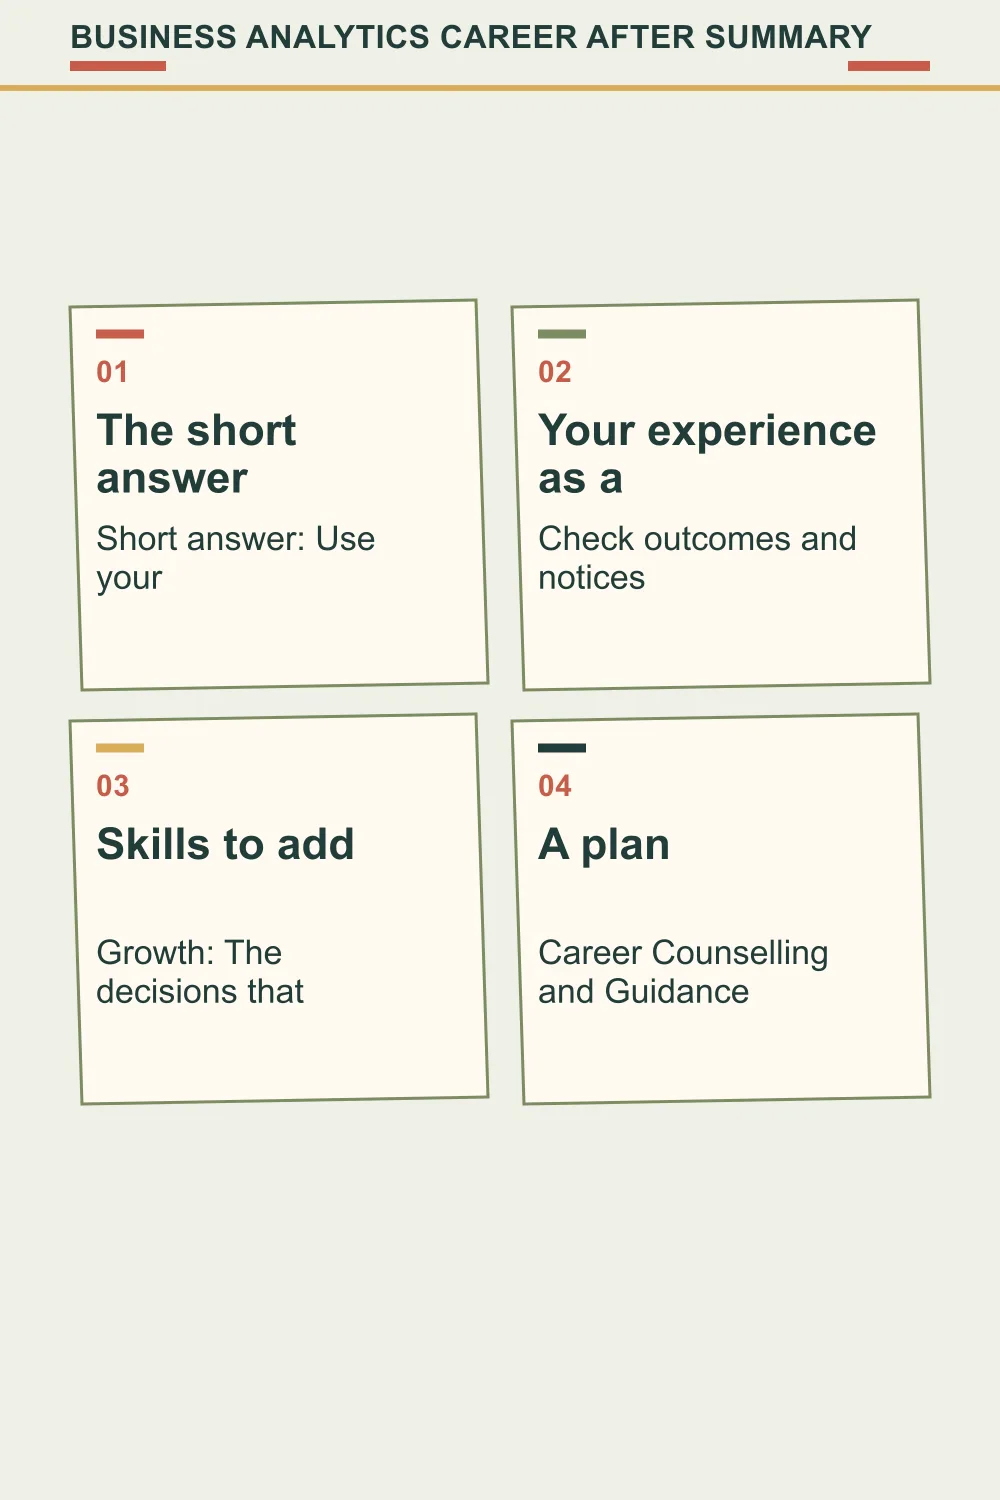 BUSINESS ANALYTICS CAREER AFTER SUMMARY
01
The short
answer
Short answer: Use
your
02
Your experience
as a
Check outcomes and
notices
03
Skills to add
Growth: The
decisions that
04
A plan
Career Counselling
and Guidance